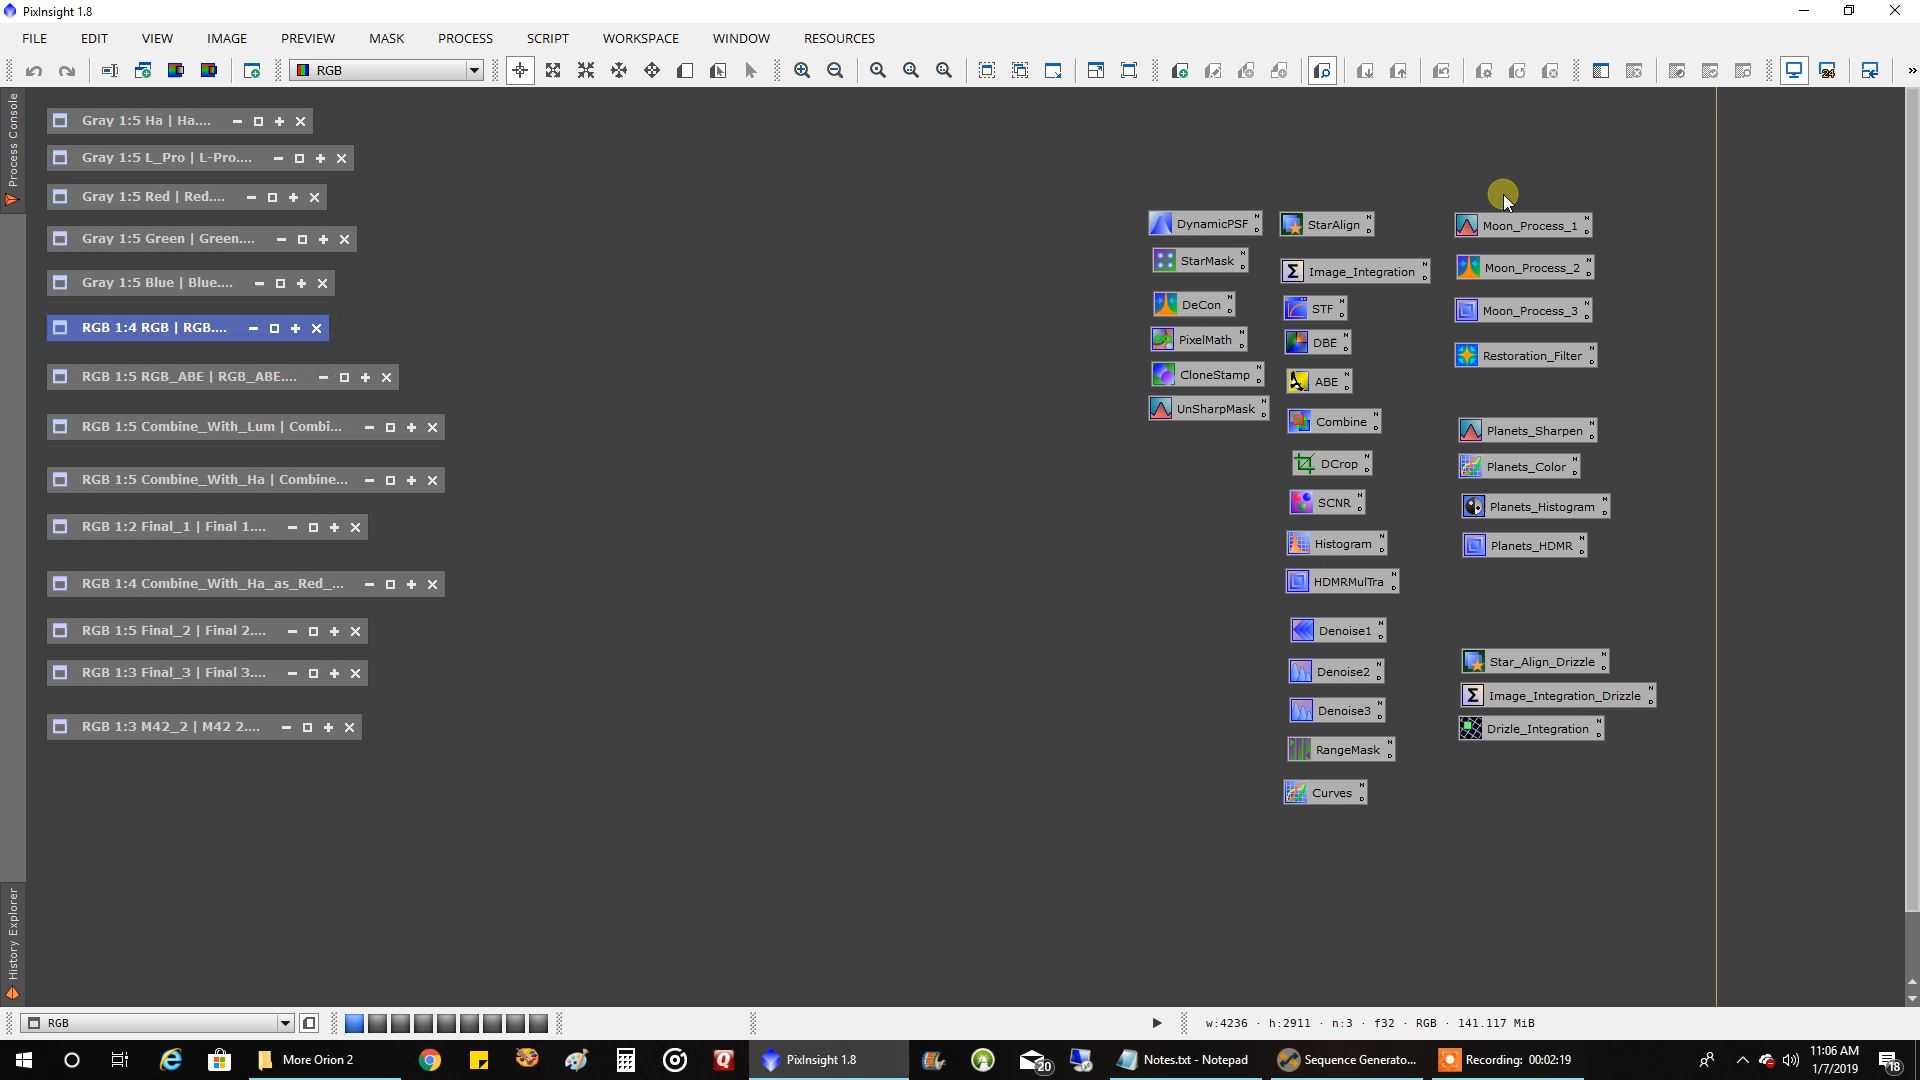 PixInsight 1.8
FILE EDIT VIEW IMAGE PREVIEW MASK PROCESS SCRIPT WORKSPACE WINDOW RESOURCES
RGB
24
Process Console
Gray 1:5 Ha | Ha....
Gray 1:5 L_Pro | L-Pro....
Gray 1:5 Red | Red....
Gray 1:5 Green | Green....
Gray 1:5 Blue | Blue....
RGB 1:4 RGB | RGB....
RGB 1:5 RGB_ABE | RGB_ABE....
RGB 1:5 Combine_With_Lum | Combi...
RGB 1:5 Combine_With_Ha | Combine...
RGB 1:2 Final_1 | Final 1....
RGB 1:4 Combine_With_Ha_as_Red_...
RGB 1:5 Final_2 | Final 2....
RGB 1:3 Final_3 | Final 3....
RGB 1:3 M42_2 | M42 2....
DynamicPSF
StarMask
DeCon
PixelMath
CloneStamp
UnSharpMask
StarAlign
Image_Integration
STF
DBE
ABE
Combine
DCrop
SCNR
Histogram
HDMRMulTra
Denoise1
Denoise2
Denoise3
RangeMask
Curves
Moon_Process_1
Moon_Process_2
Moon_Process_3
Restoration_Filter
Planets_Sharpen
Planets_Color
Planets_Histogram
Planets_HDMR
Star_Align_Drizzle
Image_Integration_Drizzle
Drizle_Integration
History Explorer
RGB
w:4236 · h:2911 · n:3 · f32 · RGB · 141.117 MiB
More Orion 2
PixInsight 1.8
20
Notes.txt - Notepad
Sequence Generato...
Recording: 00:02:19
11:06 AM
1/7/2019
18